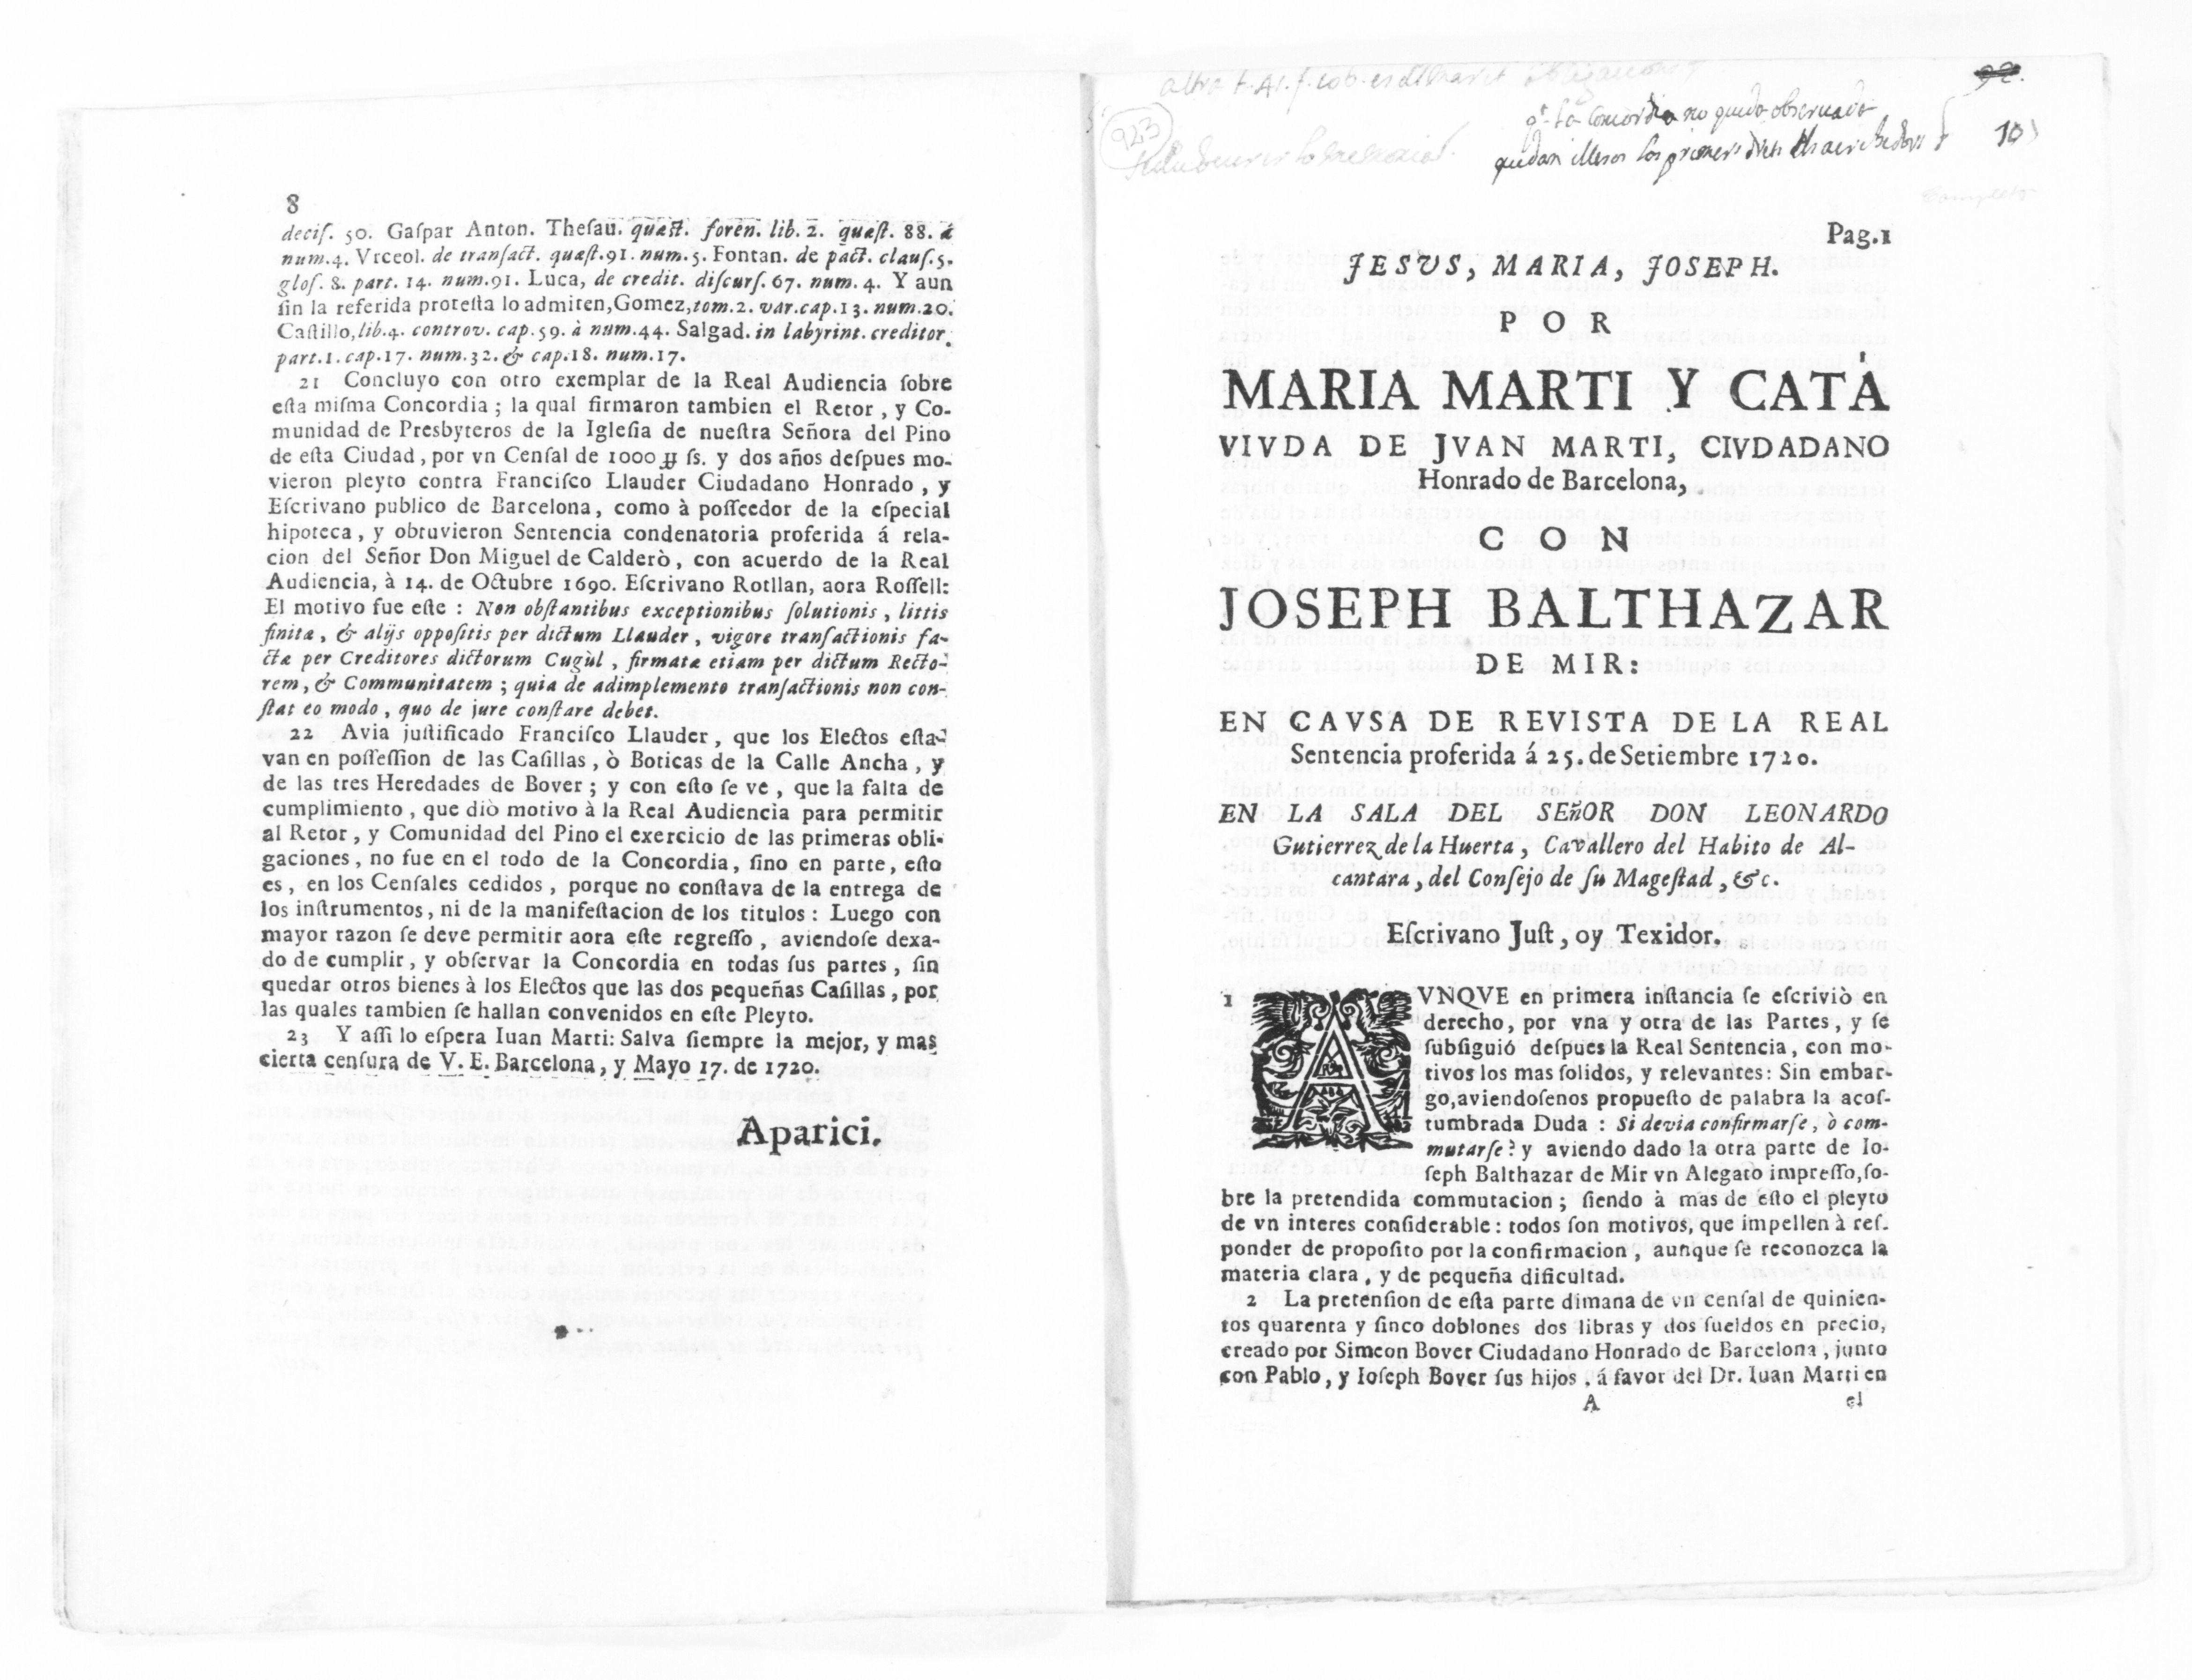 8
decis. 50. Gaspar Anton. Thesau. quæst. foren. lib. 2. quæst. 88. á
num.4. Vrceol. de transact. quæst.91. num.5. Fontan. de pact. claus.5.
glos. 8. part. 14. num.91. Luca, de credit. discurs. 67. num. 4. Y aun
sin la referida protesta lo admiten,Gomez,tom.2. var.cap.13. num.20.
Castillo,lib.4. controv. cap.59. à num.44. Salgad. in labyrint. creditor.
part.1. cap.17. num.32. & cap.18. num.17.
21 Concluyo con otro exemplar de la Real Audiencia sobre
esta misma Concordia ; la qual firmaron tambien el Retor , y Co-
munidad de Presbyteros de la Iglesia de nuestra Señora del Pino
de esta Ciudad , por vn Censal de 1000 ss. y dos años despues mo-
vieron pleyto contra Francisco Llauder Ciudadano Honrado , y
Escrivano publico de Barcelona , como à posseedor de la especial
hipoteca , y obtuvieron Sentencia condenatoria proferida á rela-
cion del Señor Don Miguel de Calderò , con acuerdo de la Real
Audiencia, à 14. de Octubre 1690. Escrivano Rotllan, aora Rossell:
El motivo fue este : Non obstantibus exceptionibus solutionis , littis
finitæ , & alijs oppositis per dictum Llauder , vigore transactionis fa-
ctæ per Creditores dictorum Cugùl , firmatæ etiam per dictum Recto-
rem , & Communitatem ; quia de adimplemento transactionis non con-
stat eo modo , quo de jure constare debet.
22 Avia justificado Francisco Llauder , que los Electos esta-
van en possession de las Casillas , ò Boticas de la Calle Ancha , y
de las tres Heredades de Bover ; y con esto se ve , que la falta de
cumplimiento , que diò motivo à la Real Audiencia para permitir
al Retor , y Comunidad del Pino el exercicio de las primeras obli-
gaciones , no fue en el todo de la Concordia , sino en parte , esto
es , en los Censales cedidos , porque no constava de la entrega de
los instrumentos , ni de la manifestacion de los titulos : Luego con
mayor razon se deve permitir aora este regresso , aviendose dexa-
do de cumplir , y observar la Concordia en todas sus partes , sin
quedar otros bienes à los Electos que las dos pequeñas Casillas , por
las quales tambien se hallan convenidos en este Pleyto.
23 Y assi lo espera Iuan Marti: Salva siempre la mejor, y mas
cierta censura de V. E. Barcelona, y Mayo 17. de 1720.
Aparici.
923
qt. la Concordia no queda observada
quedan illesos los primers drets
10
Pag.1
JESVS, MARIA, JOSEPH.
POR
MARIA MARTI Y CATÁ
VIVDA DE JVAN MARTI, CIVDADANO
Honrado de Barcelona,
CON
JOSEPH BALTHAZAR
DE MIR:
EN CAVSA DE REVISTA DE LA REAL
Sentencia proferida á 25. de Setiembre 1720.
EN LA SALA DEL SEñOR DON LEONARDO
Gutierrez de la Huerta , Cavallero del Habito de Al-
cantara , del Consejo de su Magestad , &c.
Escrivano Just , oy Texidor.
1 AVNQVE en primera instancia se escriviò en
derecho, por vna y otra de las Partes, y se
subsiguió despues la Real Sentencia, con mo-
tivos los mas solidos, y relevantes: Sin embar-
go,aviendosenos propuesto de palabra la acos-
tumbrada Duda : Si devia confirmarse , ò com-
mutarse? y aviendo dado la otra parte de Io-
seph Balthazar de Mir vn Alegato impresso,so-
bre la pretendida commutacion ; siendo à mas de esto el pleyto
de vn interes considerable : todos son motivos, que impellen à res-
ponder de proposito por la confirmacion , aunque se reconozca la
materia clara , y de pequeña dificultad.
2 La pretension de esta parte dimana de vn censal de quinien-
tos quarenta y sinco doblones dos libras y dos sueldos en precio,
creado por Simeon Bover Ciudadano Honrado de Barcelona , junto
con Pablo , y Ioseph Bover sus hijos , á favor del Dr. Iuan Marti en
A el